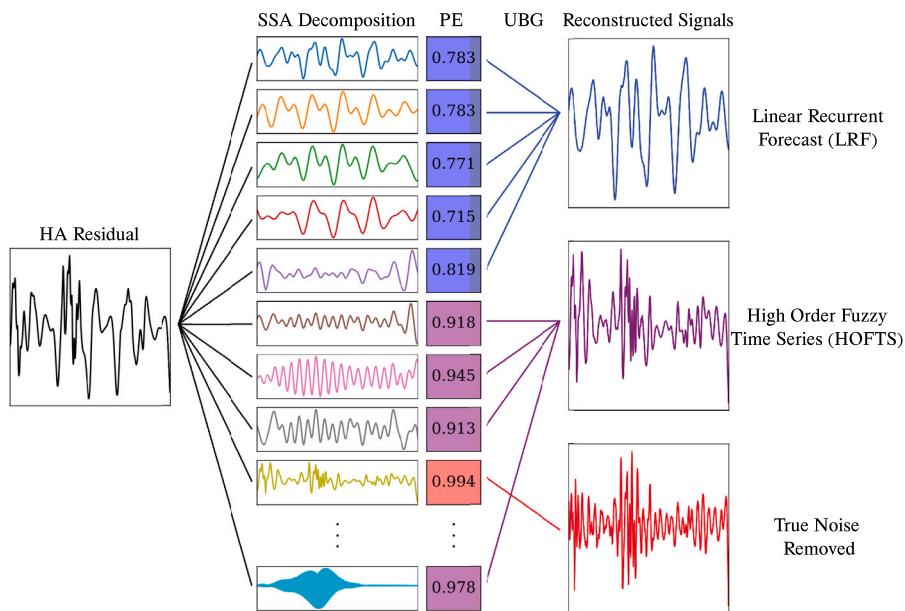 SSA Decomposition PE UBG Reconstructed Signals
0.783
0.783
Linear Recurrent
Forecast (LRF)
0.771
0.715
HA Residual
0.819
0.918
High Order Fuzzy
Time Series (HOFTS)
0.945
0.913
0.994
True Noise
Removed
0.978